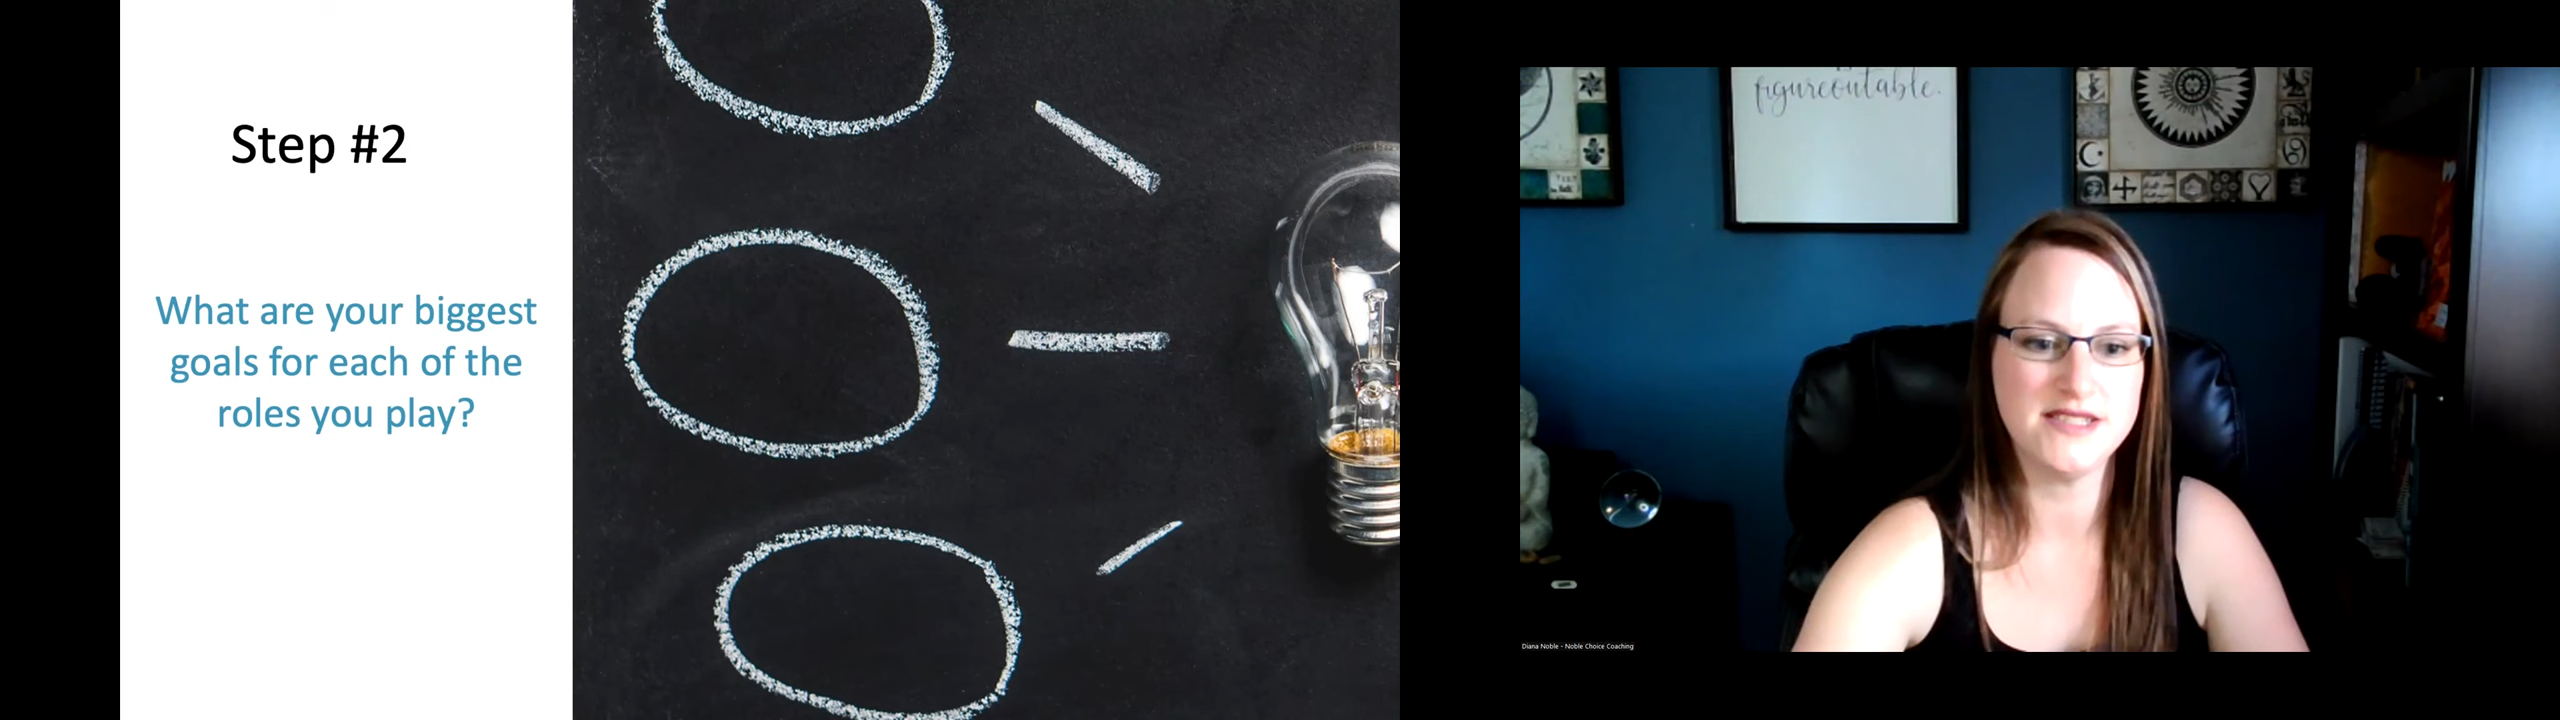 Step #2
What are your biggest
goals for each of the
roles you play?
figureoutable.
Diana Noble - Noble Choice Coaching